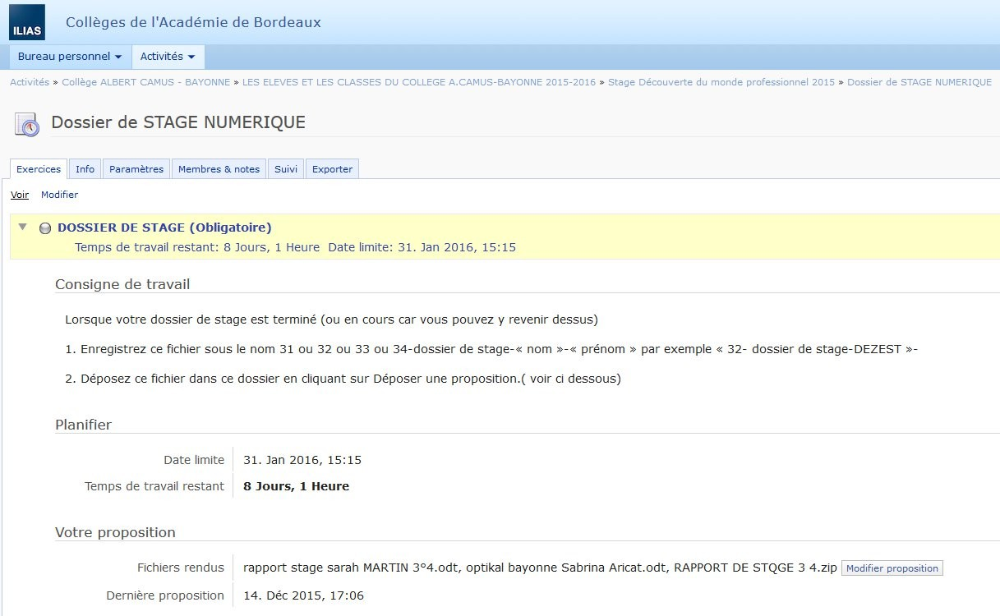 ILIAS
Collèges de l'Académie de Bordeaux
Bureau personnel Activités
Activités » Collège ALBERT CAMUS - BAYONNE » LES ELEVES ET LES CLASSES DU COLLEGE A.CAMUS-BAYONNE 2015-2016 » Stage Découverte du monde professionnel 2015 » Dossier de STAGE NUMERIQUE
Dossier de STAGE NUMERIQUE
Exercices Info Paramètres Membres & notes Suivi Exporter
Voir Modifier
DOSSIER DE STAGE (Obligatoire)
Temps de travail restant: 8 Jours, 1 Heure Date limite: 31. Jan 2016, 15:15
Consigne de travail
Lorsque votre dossier de stage est terminé (ou en cours car vous pouvez y revenir dessus)
1. Enregistrez ce fichier sous le nom 31 ou 32 ou 33 ou 34-dossier de stage-« nom »-« prénom » par exemple « 32- dossier de stage-DEZEST »-
2. Déposez ce fichier dans ce dossier en cliquant sur Déposer une proposition.( voir ci dessous)
Planifier
Date limite 31. Jan 2016, 15:15
Temps de travail restant 8 Jours, 1 Heure
Votre proposition
Fichiers rendus rapport stage sarah MARTIN 3°4.odt, optikal bayonne Sabrina Aricat.odt, RAPPORT DE STQGE 3 4.zip Modifier proposition
Dernière proposition 14. Déc 2015, 17:06